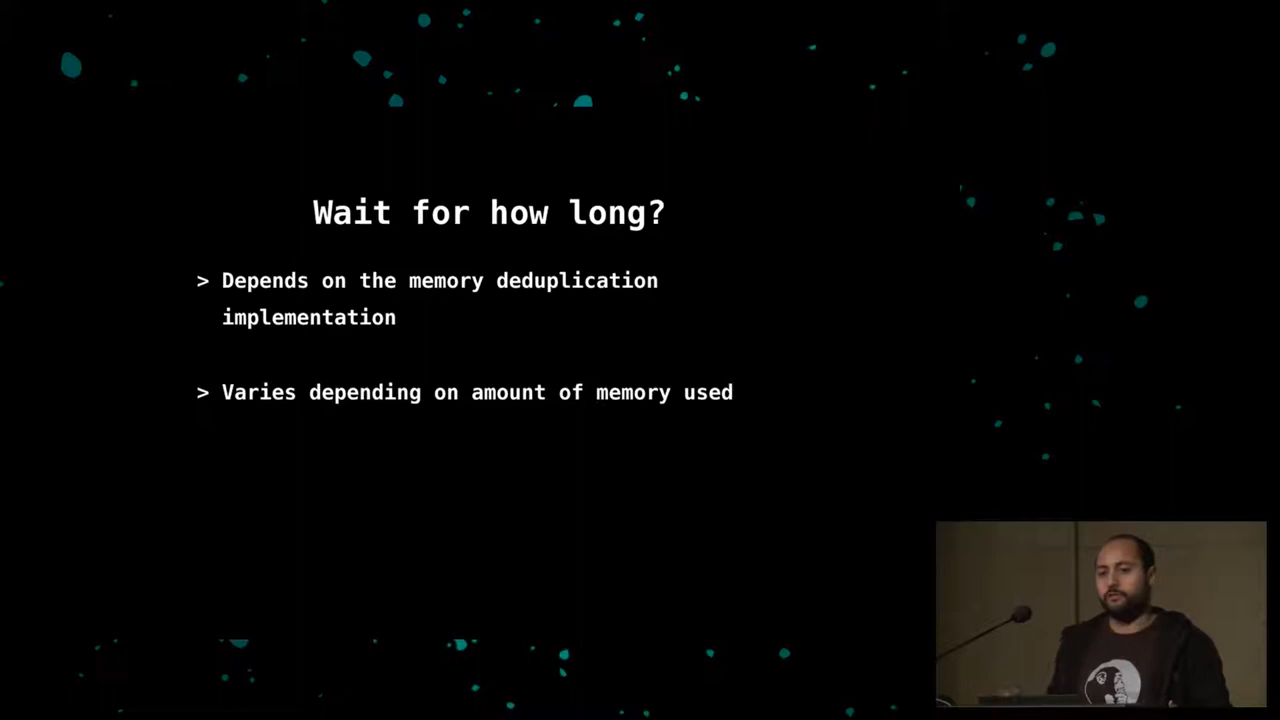 Wait for how long?
> Depends on the memory deduplication
implementation
> Varies depending on amount of memory used